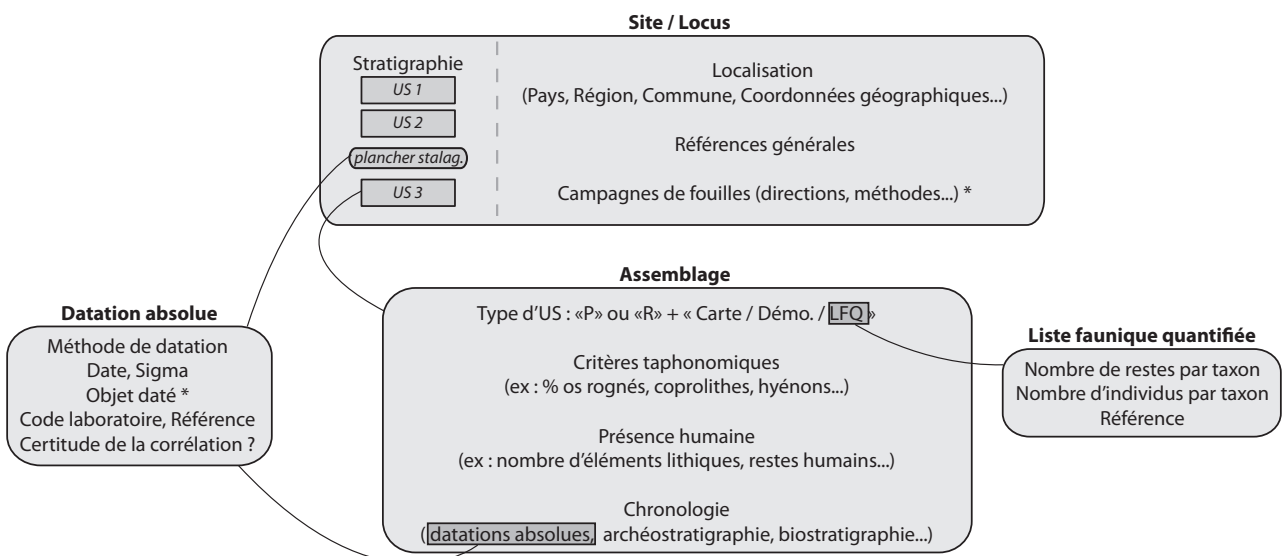 Site / Locus
Stratigraphie
US 1
US 2
plancher stalag.
US 3
Localisation
(Pays, Région, Commune, Coordonnées géographiques...)
Références générales
Campagnes de fouilles (directions, méthodes...) *
Assemblage
Type d’US : «P» ou «R» + « Carte / Démo. / LFQ »
Critères taphonomiques
(ex : % os rognés, coprolithes, hyénons...)
Présence humaine
(ex : nombre d’éléments lithiques, restes humains...)
Chronologie
( datations absolues, archéostratigraphie, biostratigraphie...)
Datation absolue
Méthode de datation
Date, Sigma
Objet daté *
Code laboratoire, Référence
Certitude de la corrélation ?
Liste faunique quantifiée
Nombre de restes par taxon
Nombre d’individus par taxon
Référence